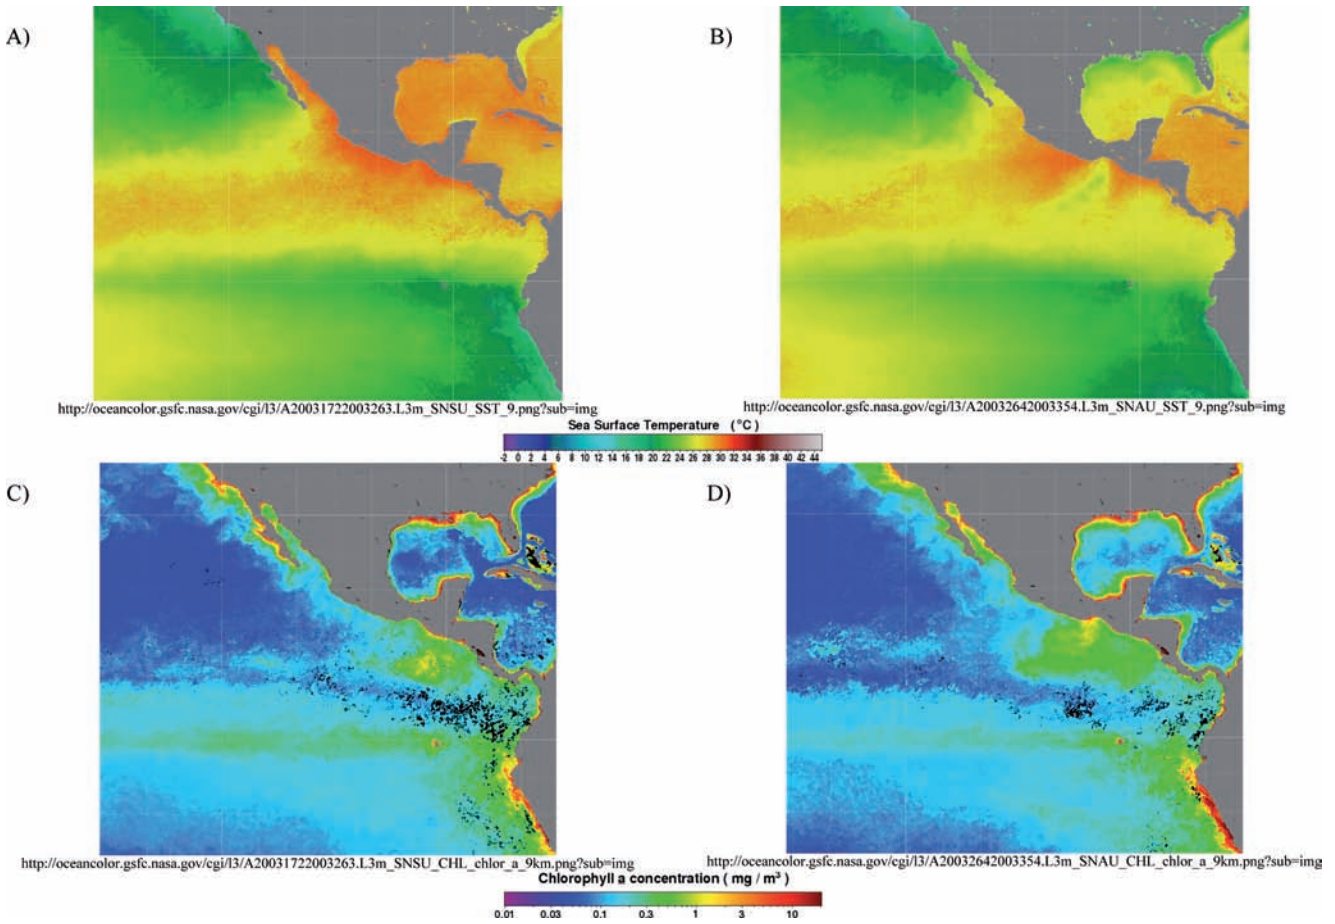 A)
B)
http://oceancolor.gsfc.nasa.gov/cgi/l3/A20031722003263.L3m_SNSU_SST_9.png?sub=img
http://oceancolor.gsfc.nasa.gov/cgi/l3/A20032642003354.L3m_SNAU_SST_9.png?sub=img
Sea Surface Temperature (°C)
-2 0 2 4 6 8 10 12 14 16 18 20 22 24 26 28 30 32 34 36 38 40 42 44
C)
D)
http://oceancolor.gsfc.nasa.gov/cgi/l3/A20031722003263.L3m_SNSU_CHL_chlor_a_9km.png?sub=img
http://oceancolor.gsfc.nasa.gov/cgi/l3/A20032642003354.L3m_SNAU_CHL_chlor_a_9km.png?sub=img
Chlorophyll a concentration ( mg / m³ )
0.01 0.03 0.1 0.3 1 3 10